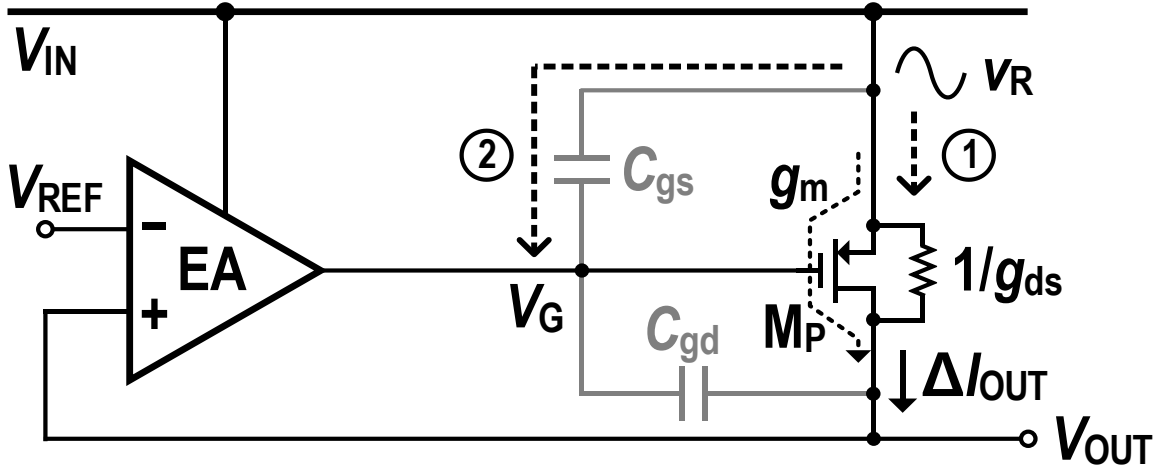 VIN
vR
2
1
Cgs
gm
VREF
−
EA
+
1/gds
VG
MP
Cgd
ΔIOUT
VOUT